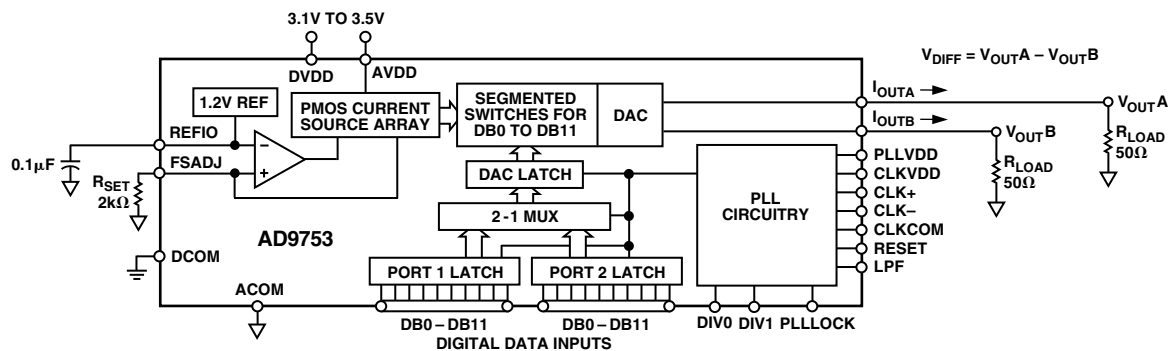 3.1V TO 3.5V
DVDD
AVDD
V_DIFF = V_OUTA – V_OUTB
1.2V REF
PMOS CURRENT
SOURCE ARRAY
SEGMENTED
SWITCHES FOR
DB0 TO DB11
DAC
I_OUTA
I_OUTB
V_OUTA
V_OUTB
R_LOAD
50Ω
R_LOAD
50Ω
REFIO
FSADJ
0.1µF
R_SET
2kΩ
–
+
DAC LATCH
2-1 MUX
PLL
CIRCUITRY
PLLVDD
CLKVDD
CLK+
CLK–
CLKCOM
RESET
LPF
AD9753
DCOM
ACOM
PORT 1 LATCH
PORT 2 LATCH
DB0 – DB11
DB0 – DB11
DIGITAL DATA INPUTS
DIV0
DIV1
PLLLOCK